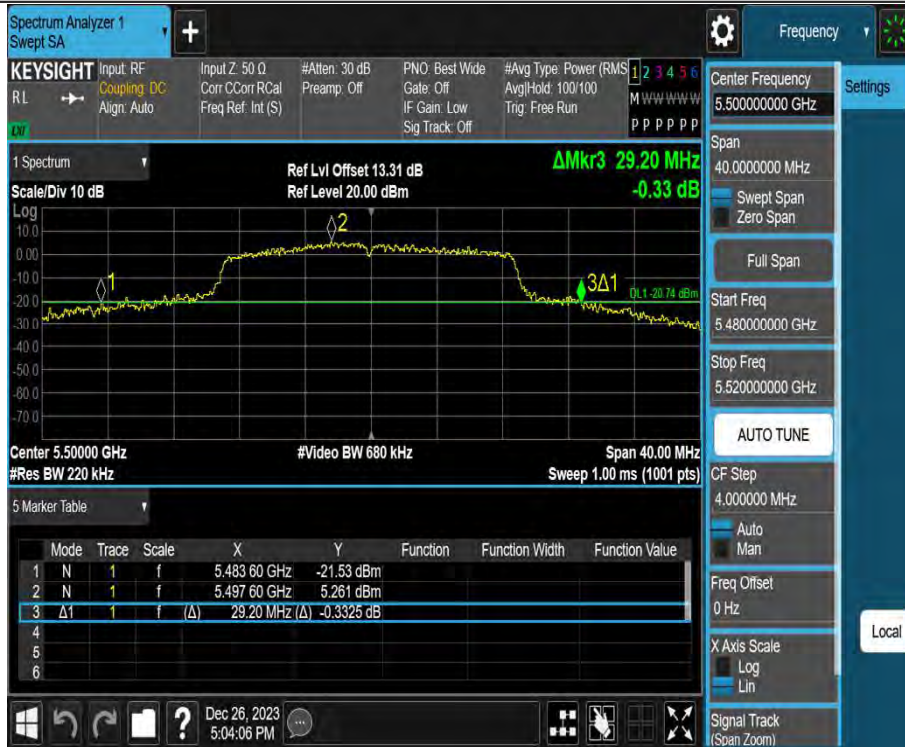 Spectrum Analyzer 1
Swept SA
+
Frequency
KEYSIGHT
RL
LXI
Input: RF
Coupling: DC
Align: Auto
Input Z: 50 Ω
Corr CCorr RCal
Freq Ref: Int (S)
#Atten: 30 dB
Preamp: Off
PNO: Best Wide
Gate: Off
IF Gain: Low
Sig Track: Off
#Avg Type: Power (RMS
Avg|Hold: 100/100
Trig: Free Run
1 2 3 4 5 6
M W W W W W
P P P P P P
1 Spectrum
Scale/Div 10 dB
Ref Lvl Offset 13.31 dB
Ref Level 20.00 dBm
ΔMkr3 29.20 MHz
-0.33 dB
Log
10.0
0.00
-10.0
-20.0
-30.0
-40.0
-50.0
-60.0
-70.0
1
2
3Δ1
DL1 -20.74 dBm
Center 5.50000 GHz
#Res BW 220 kHz
#Video BW 680 kHz
Span 40.00 MHz
Sweep 1.00 ms (1001 pts)
5 Marker Table
Mode Trace Scale X Y Function Function Width Function Value
1 N 1 f 5.483 60 GHz -21.53 dBm
2 N 1 f 5.497 60 GHz 5.261 dBm
3 Δ1 1 f (Δ) 29.20 MHz (Δ) -0.3325 dB
4
5
6
?
Dec 26, 2023
5:04:06 PM
Center Frequency
5.500000000 GHz
Settings
Span
40.0000000 MHz
Swept Span
Zero Span
Full Span
Start Freq
5.480000000 GHz
Stop Freq
5.520000000 GHz
AUTO TUNE
CF Step
4.000000 MHz
Auto
Man
Freq Offset
0 Hz
Local
X Axis Scale
Log
Lin
Signal Track
(Span Zoom)